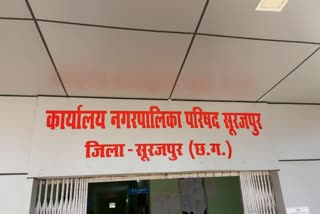 कार्यालय नगरपालिका परिषद सूरजपुर
जिला - सूरजपुर (छ.ग.)